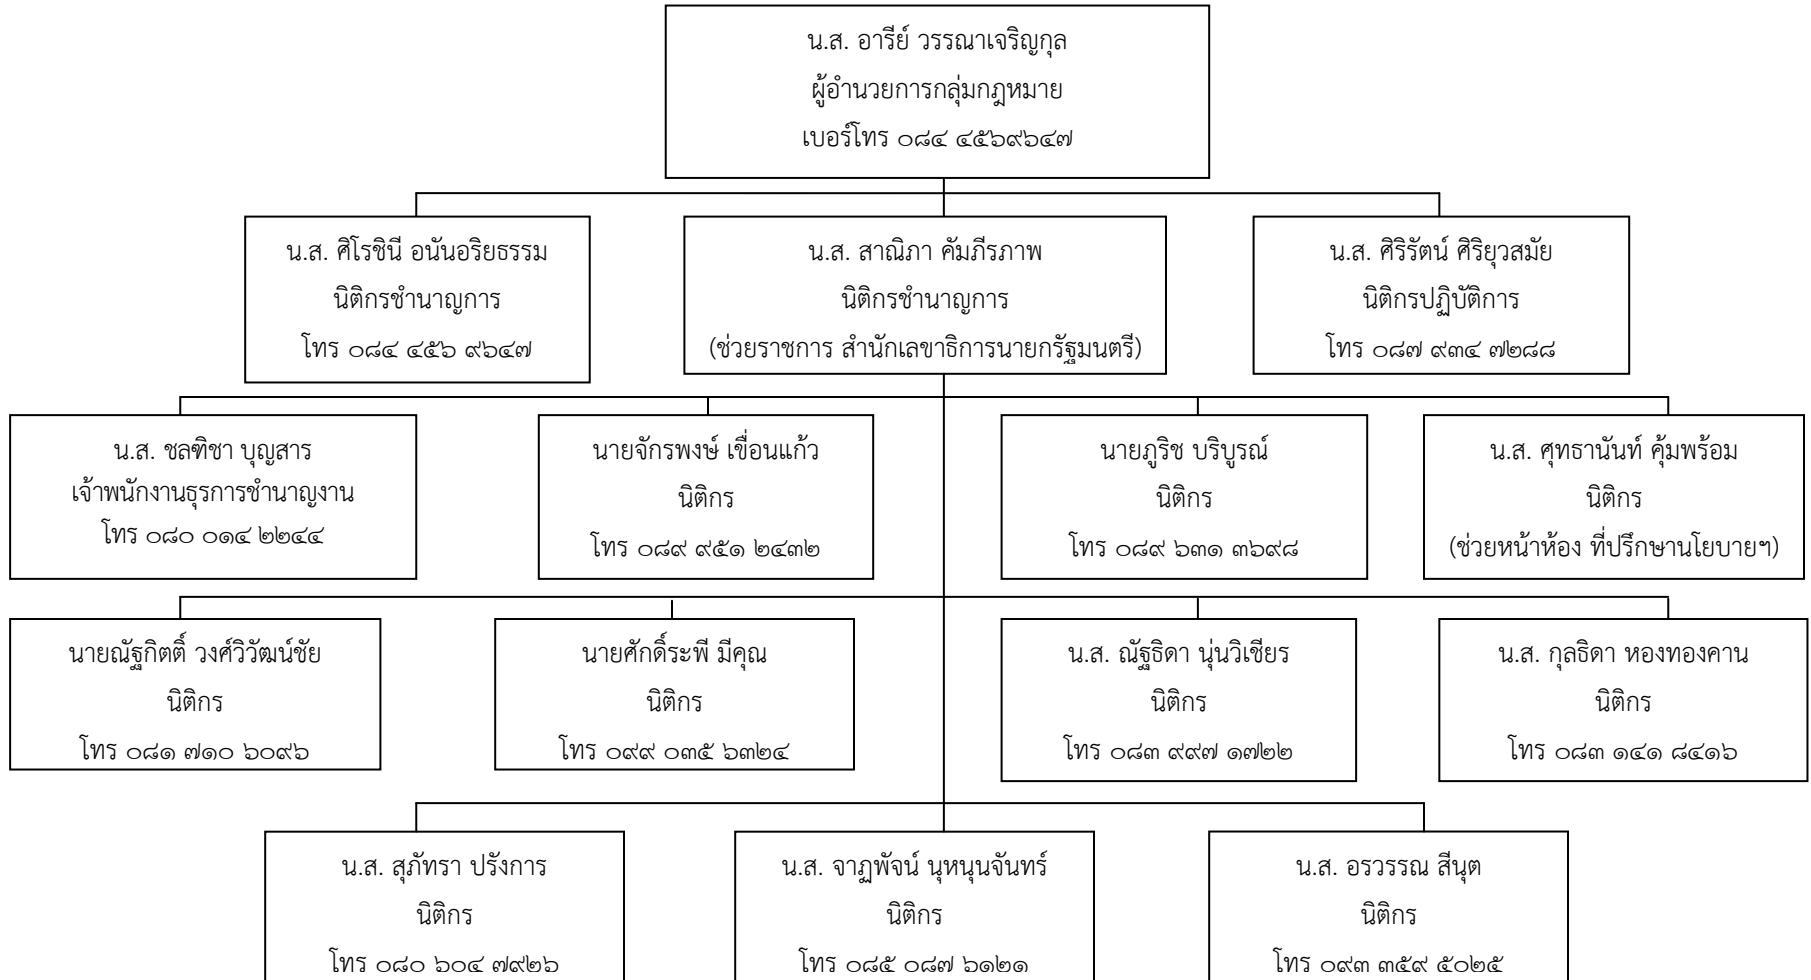 น.ส. อารีย์ วรรณาเจริญกุล
ผู้อำนวยการกลุ่มกฎหมาย
เบอร์โทร ๐๘๔ ๔๕๖๙๖๔๗
น.ส. ศิโรชินี อนันอริยธรรม
นิติกรชำนาญการ
โทร ๐๘๔ ๔๕๖ ๙๖๔๗
น.ส. สาณิภา คัมภีรภาพ
นิติกรชำนาญการ
(ช่วยราชการ สำนักเลขาธิการนายกรัฐมนตรี)
น.ส. ศิริรัตน์ ศิริยุวสมัย
นิติกรปฏิบัติการ
โทร ๐๘๗ ๙๓๔ ๗๒๘๘
น.ส. ชลฑิชา บุญสาร
เจ้าพนักงานธุรการชำนาญงาน
โทร ๐๘๐ ๐๑๔ ๒๒๔๔
นายจักรพงษ์ เขื่อนแก้ว
นิติกร
โทร ๐๘๙ ๙๕๑ ๒๔๓๒
นายภูริช บริบูรณ์
นิติกร
โทร ๐๘๙ ๖๓๑ ๓๖๙๘
น.ส. ศุทธานันท์ คุ้มพร้อม
นิติกร
(ช่วยหน้าห้อง ที่ปรึกษานโยบายฯ)
นายณัฐกิตติ์ วงศ์วิวัฒน์ชัย
นิติกร
โทร ๐๘๑ ๗๑๐ ๖๐๙๖
นายศักดิ์ระพี มีคุณ
นิติกร
โทร ๐๙๙ ๐๓๕ ๖๓๒๔
น.ส. ณัฐธิดา นุ่นวิเชียร
นิติกร
โทร ๐๘๓ ๙๙๗ ๑๗๒๒
น.ส. กุลธิดา หองทองคาน
นิติกร
โทร ๐๘๓ ๑๔๑ ๘๔๑๖
น.ส. สุภัทรา ปรังการ
นิติกร
โทร ๐๘๐ ๖๐๔ ๗๙๒๖
น.ส. จาฏพัจน์ นุหนุนจันทร์
นิติกร
โทร ๐๘๕ ๐๘๗ ๖๑๒๑
น.ส. อรวรรณ สีนุต
นิติกร
โทร ๐๙๓ ๓๕๙ ๕๐๒๕